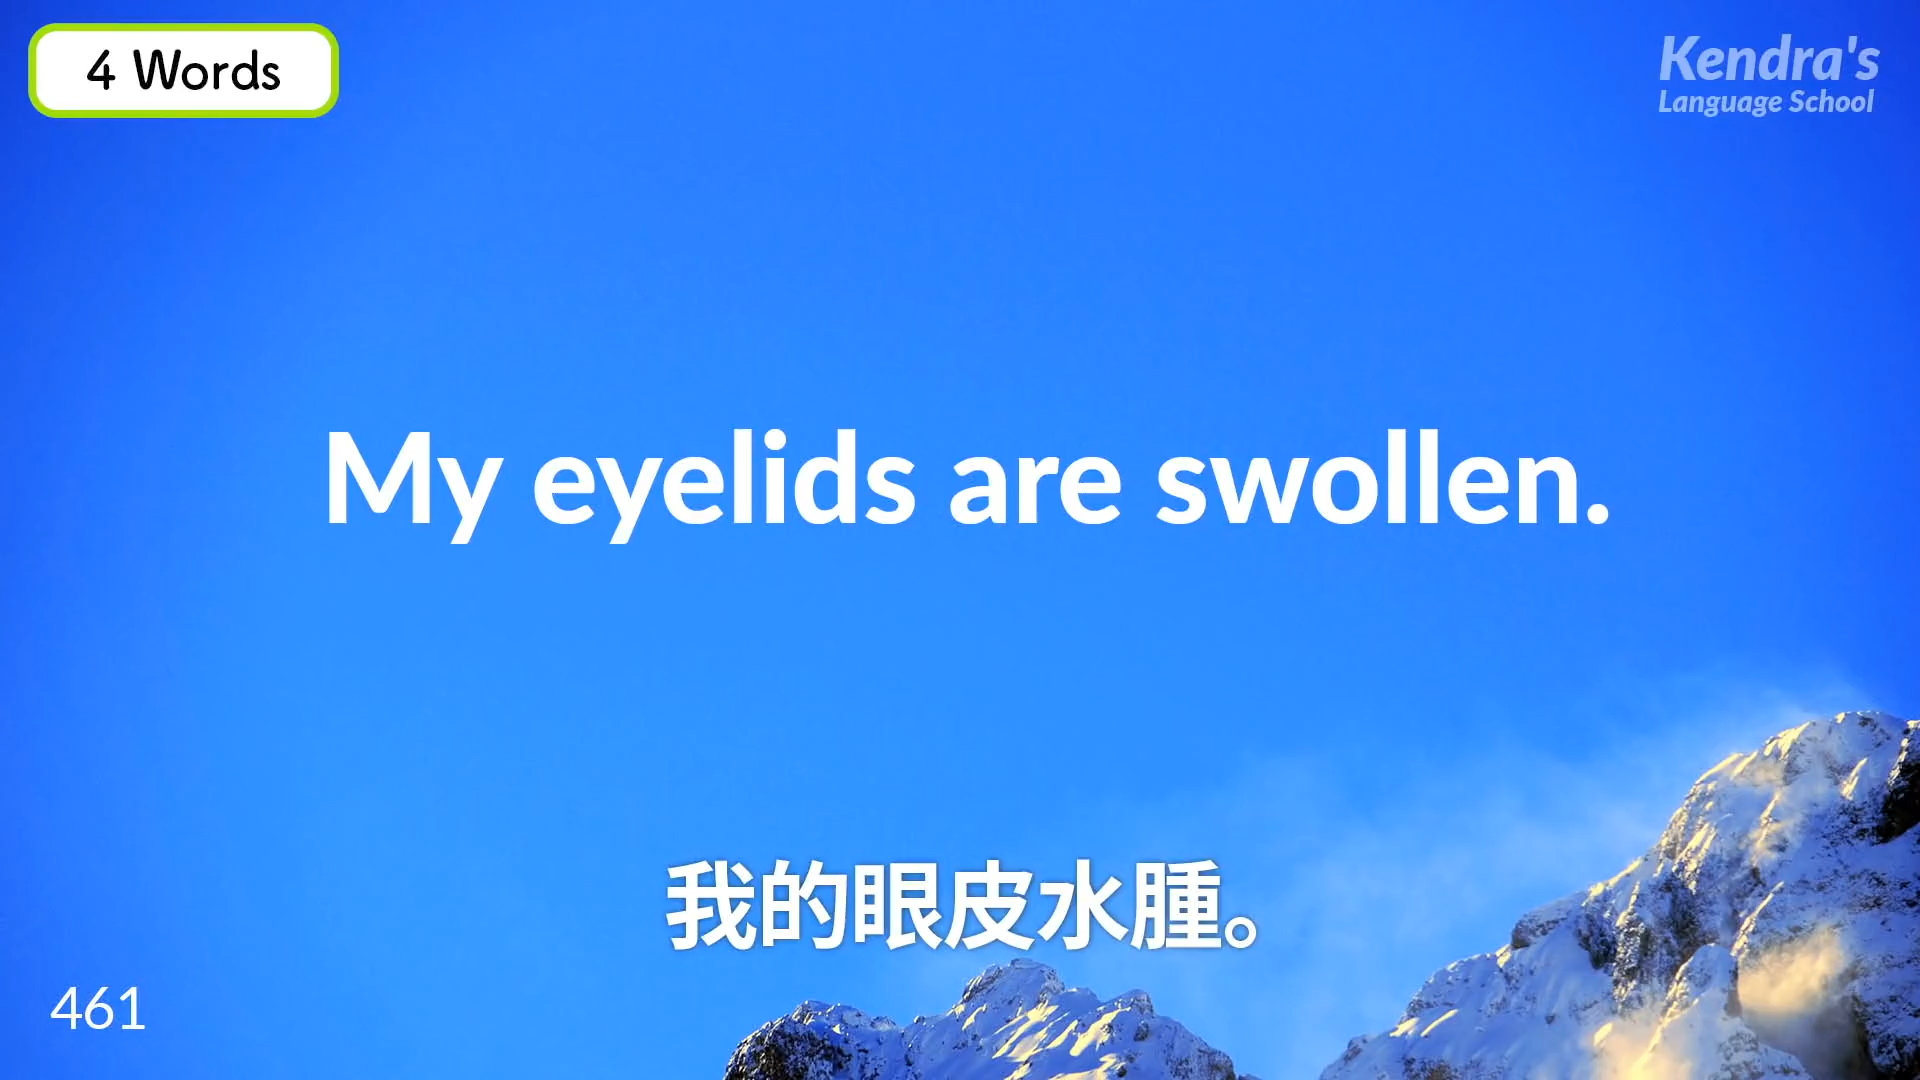 4 Words
Kendra's
Language School
My eyelids are swollen.
我的眼皮水腫。
461